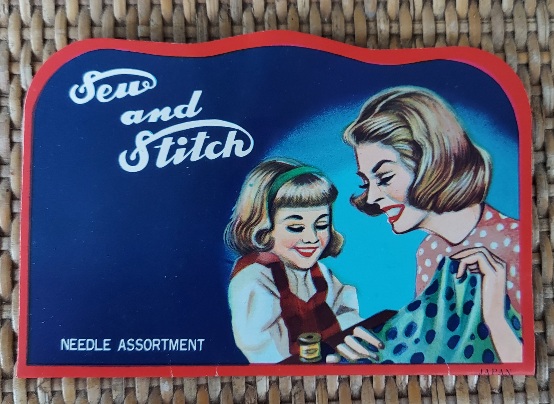 Sew
and
Stitch
NEEDLE ASSORTMENT
JAPAN